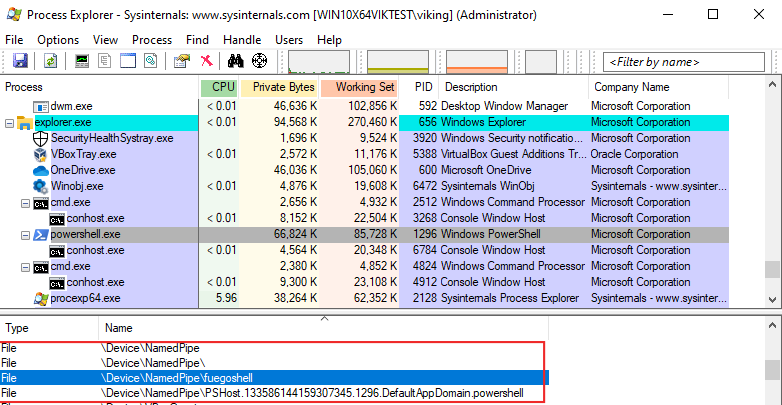 Process Explorer - Sysinternals: www.sysinternals.com [WIN10X64VIKTEST\viking] (Administrator)
File Options View Process Find Handle Users Help
<Filter by name>
Process CPU Private Bytes Working Set PID Description Company Name
dwm.exe < 0.01 46,636 K 102,856 K 592 Desktop Window Manager Microsoft Corporation
explorer.exe < 0.01 94,568 K 270,460 K 656 Windows Explorer Microsoft Corporation
SecurityHealthSystray.exe 1,696 K 9,524 K 3920 Windows Security notificatio... Microsoft Corporation
VBoxTray.exe < 0.01 2,572 K 11,176 K 5388 VirtualBox Guest Additions Tr... Oracle Corporation
OneDrive.exe 46,036 K 105,060 K 600 Microsoft OneDrive Microsoft Corporation
Winobj.exe < 0.01 4,876 K 19,608 K 6472 Sysinternals WinObj Sysinternals - www.sysinter...
cmd.exe 2,656 K 4,932 K 2512 Windows Command Processor Microsoft Corporation
conhost.exe < 0.01 8,152 K 22,504 K 3268 Console Window Host Microsoft Corporation
powershell.exe 66,824 K 85,728 K 1296 Windows PowerShell Microsoft Corporation
conhost.exe < 0.01 4,564 K 20,348 K 6784 Console Window Host Microsoft Corporation
cmd.exe 2,380 K 4,852 K 4824 Windows Command Processor Microsoft Corporation
conhost.exe < 0.01 9,300 K 23,108 K 4912 Console Window Host Microsoft Corporation
procexp64.exe 5.96 38,264 K 62,352 K 2128 Sysinternals Process Explorer Sysinternals - www.sysinter...
Type Name
File \Device\NamedPipe
File \Device\NamedPipe\
File \Device\NamedPipe\fuegoshell
File \Device\NamedPipe\PSHost.133586144159307345.1296.DefaultAppDomain.powershell